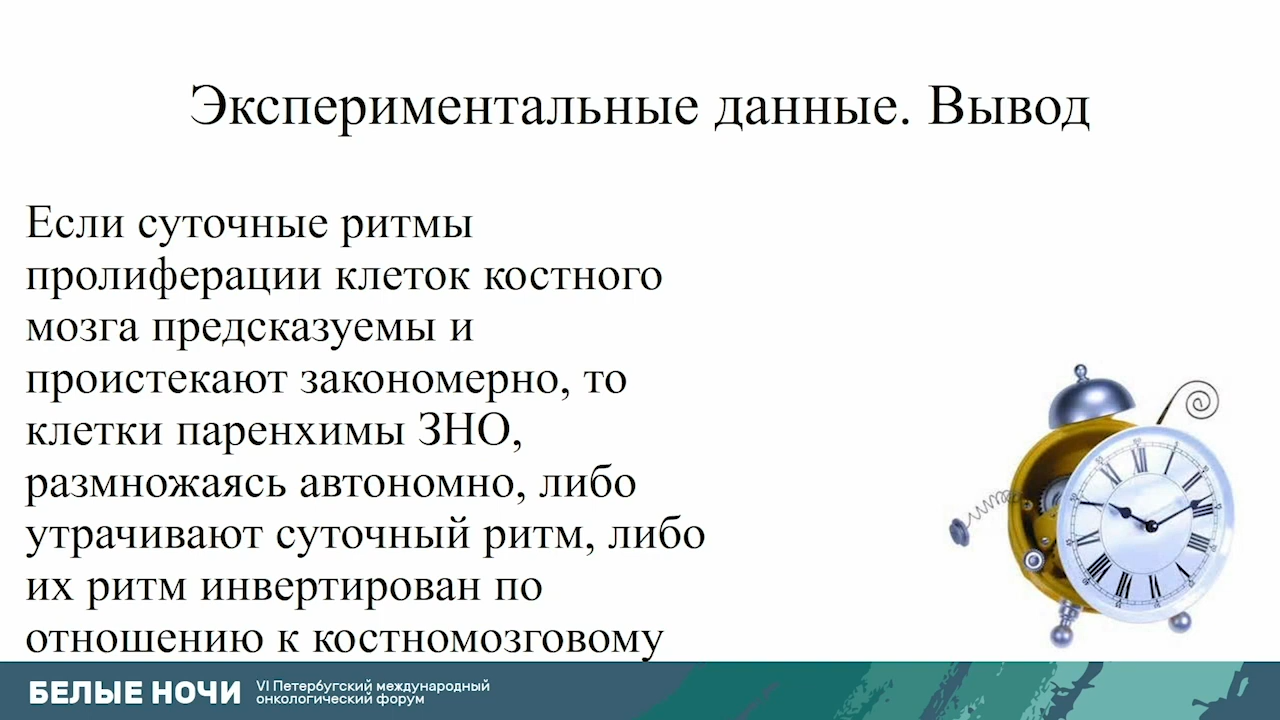 Экспериментальные данные. Вывод
Если суточные ритмы
пролиферации клеток костного
мозга предсказуемы и
проистекают закономерно, то
клетки паренхимы ЗНО,
размножаясь автономно, либо
утрачивают суточный ритм, либо
их ритм инвертирован по
отношению к костномозговому
БЕЛЫЕ НОЧИ
VI Петербургский международный
онкологический форум